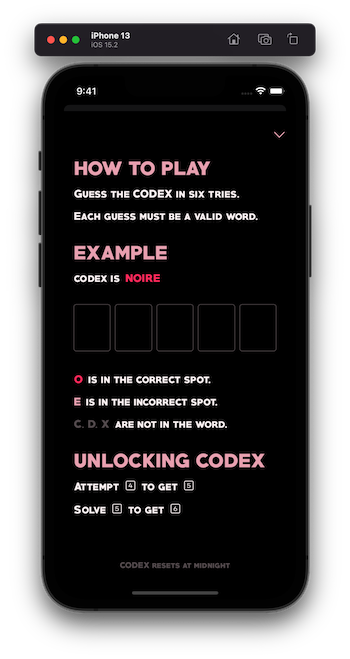 iPhone 13
iOS 15.2
9:41
HOW TO PLAY
GUESS THE CODEX IN SIX TRIES.
EACH GUESS MUST BE A VALID WORD.
EXAMPLE
CODEX IS NOIRE
O IS IN THE CORRECT SPOT.
E IS IN THE INCORRECT SPOT.
C, D, X ARE NOT IN THE WORD.
UNLOCKING CODEX
ATTEMPT 4 TO GET 5
SOLVE 5 TO GET 6
CODEX RESETS AT MIDNIGHT